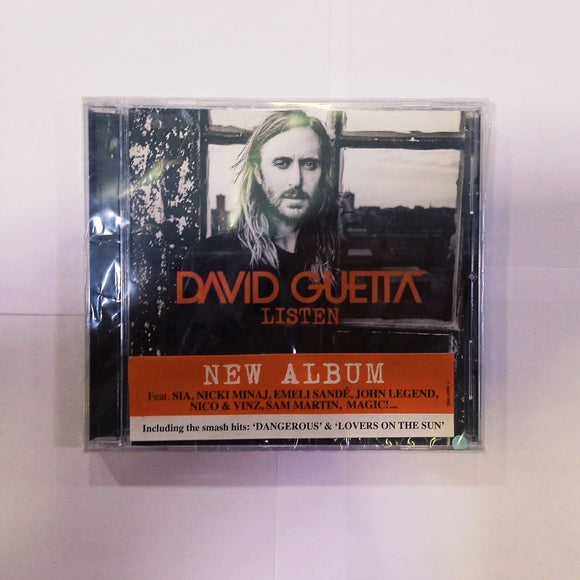 DAVID GUETTA
LISTEN
NEW ALBUM
Feat. SIA, NICKI MINAJ, EMELI SANDÉ, JOHN LEGEND,
NICO & VINZ, SAM MARTIN, MAGIC!...
Including the smash hits: ‘DANGEROUS’ & ‘LOVERS ON THE SUN’